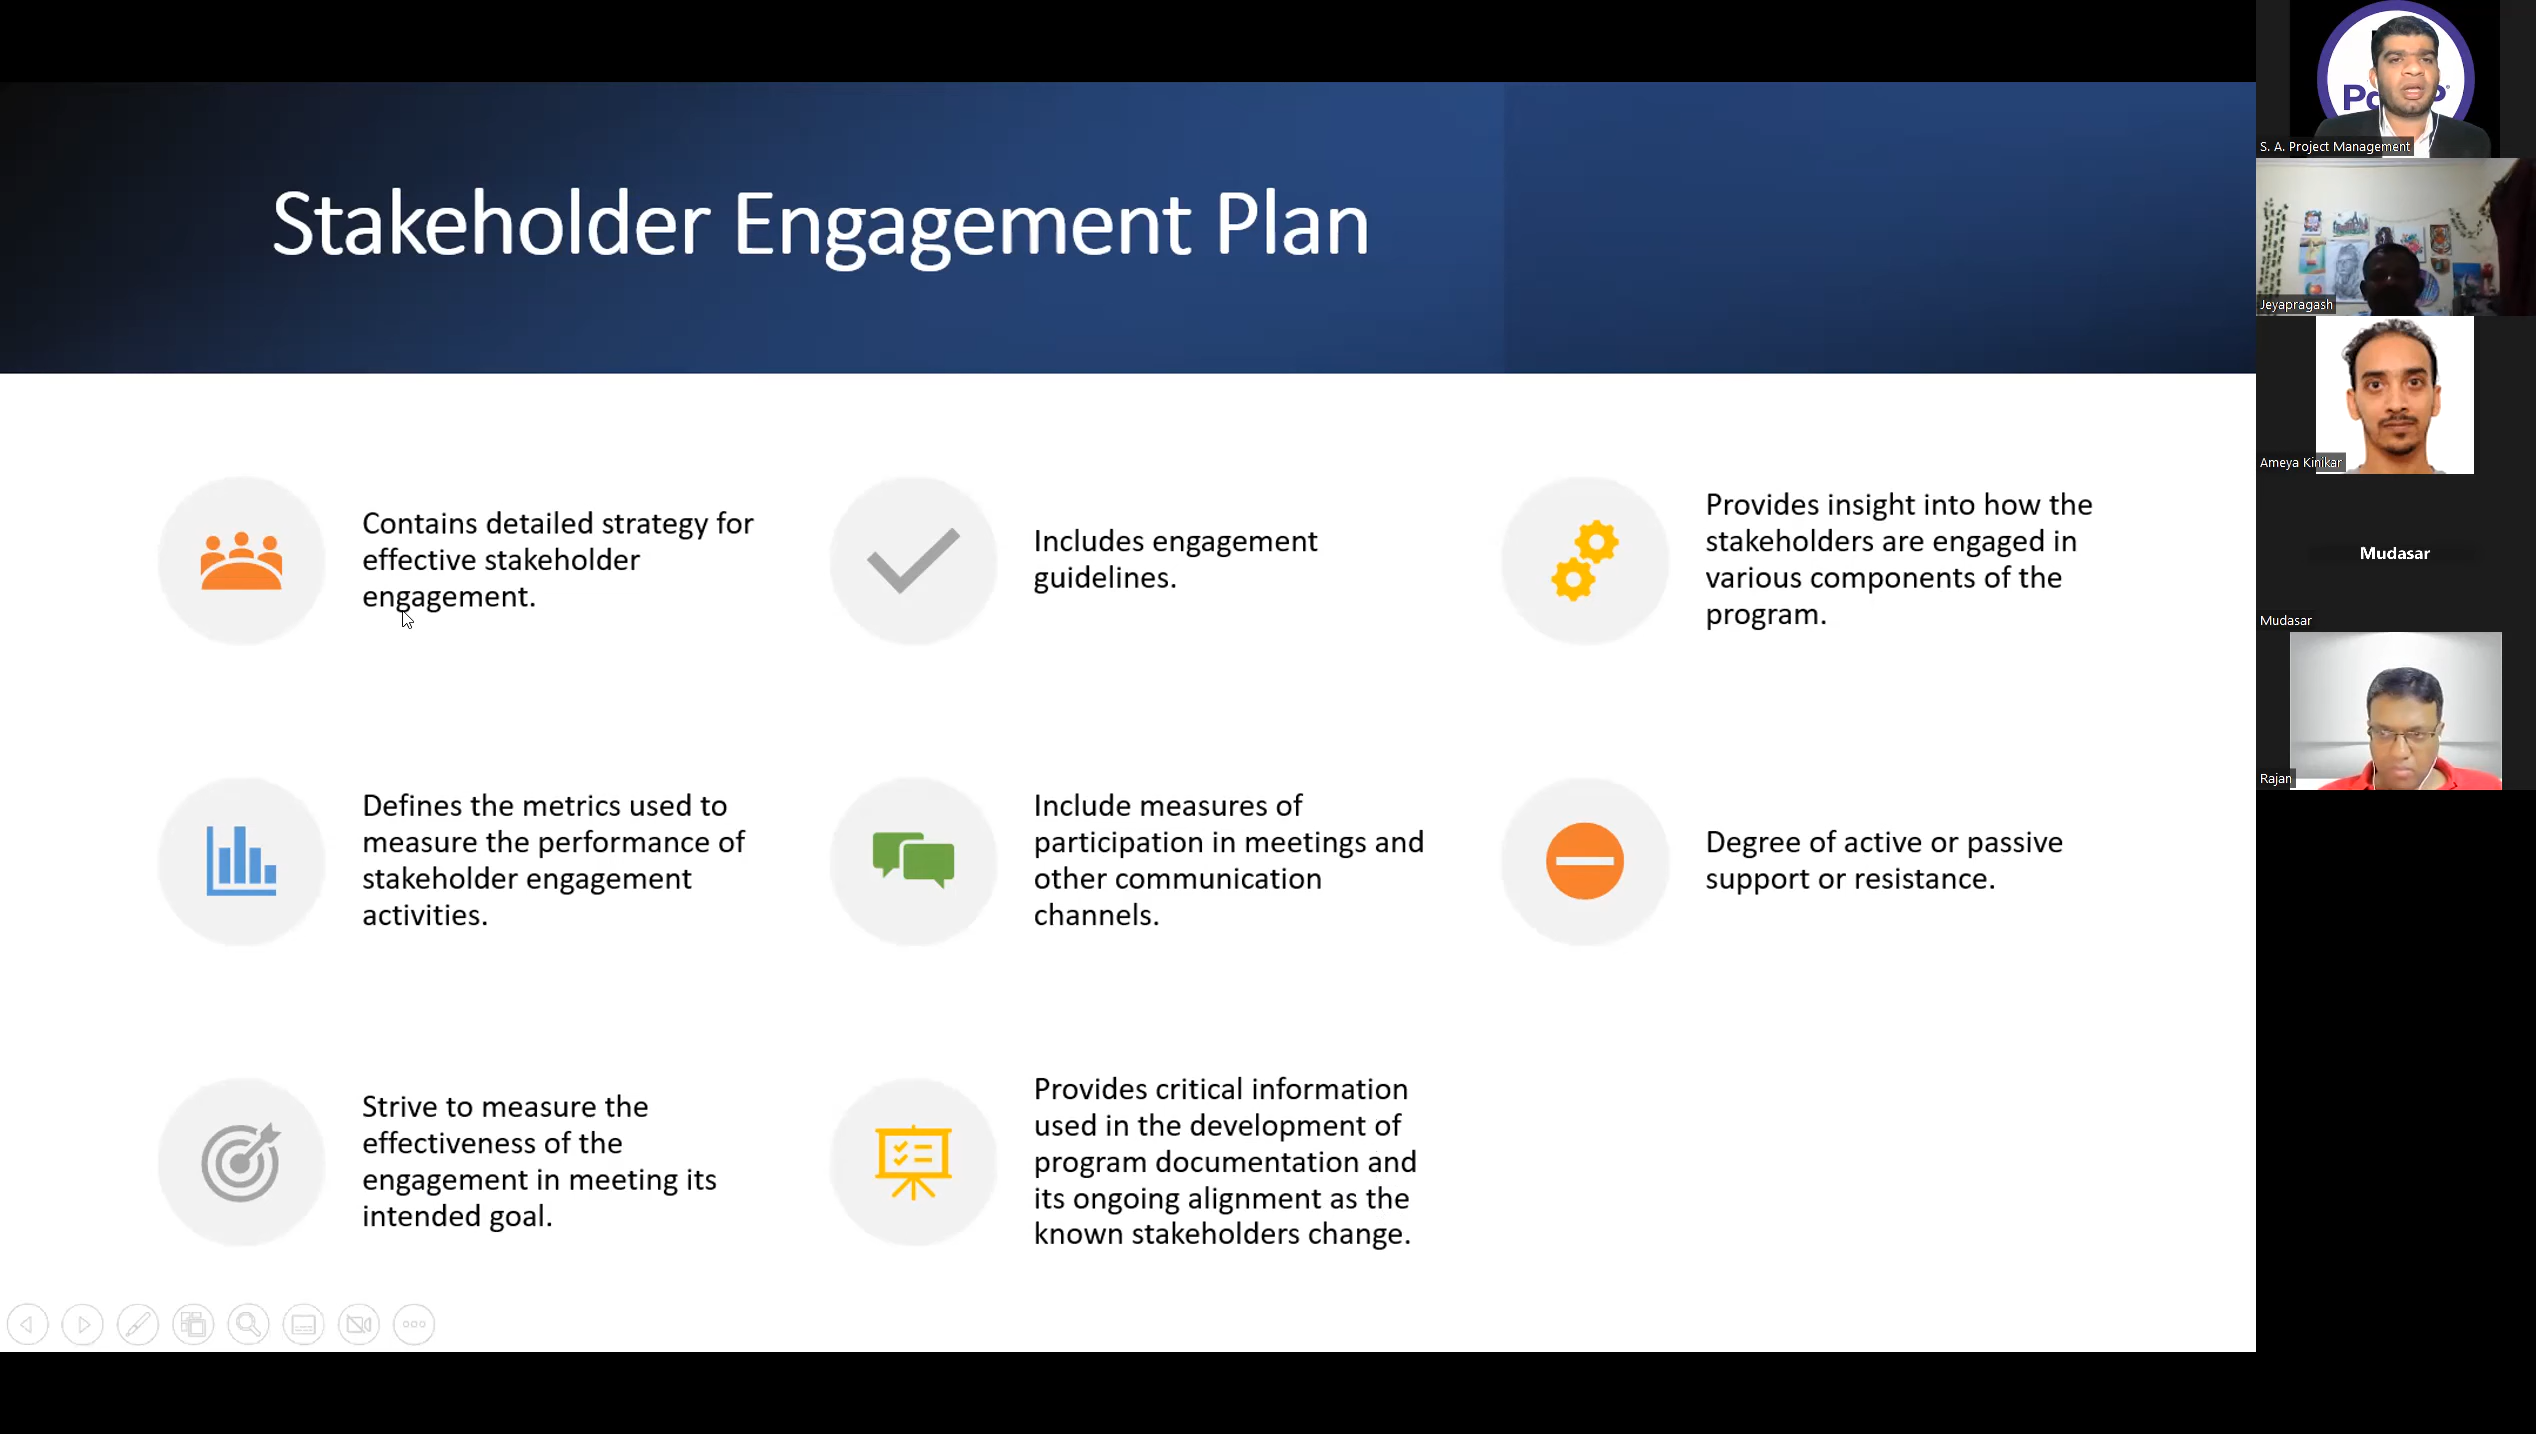 Stakeholder Engagement Plan
Contains detailed strategy for
effective stakeholder
engagement.
Includes engagement
guidelines.
Provides insight into how the
stakeholders are engaged in
various components of the
program.
Defines the metrics used to
measure the performance of
stakeholder engagement
activities.
Include measures of
participation in meetings and
other communication
channels.
Degree of active or passive
support or resistance.
Strive to measure the
effectiveness of the
engagement in meeting its
intended goal.
Provides critical information
used in the development of
program documentation and
its ongoing alignment as the
known stakeholders change.
S. A. Project Management
Jeyapragash
Ameya Kinikar
Mudasar
Mudasar
Rajan